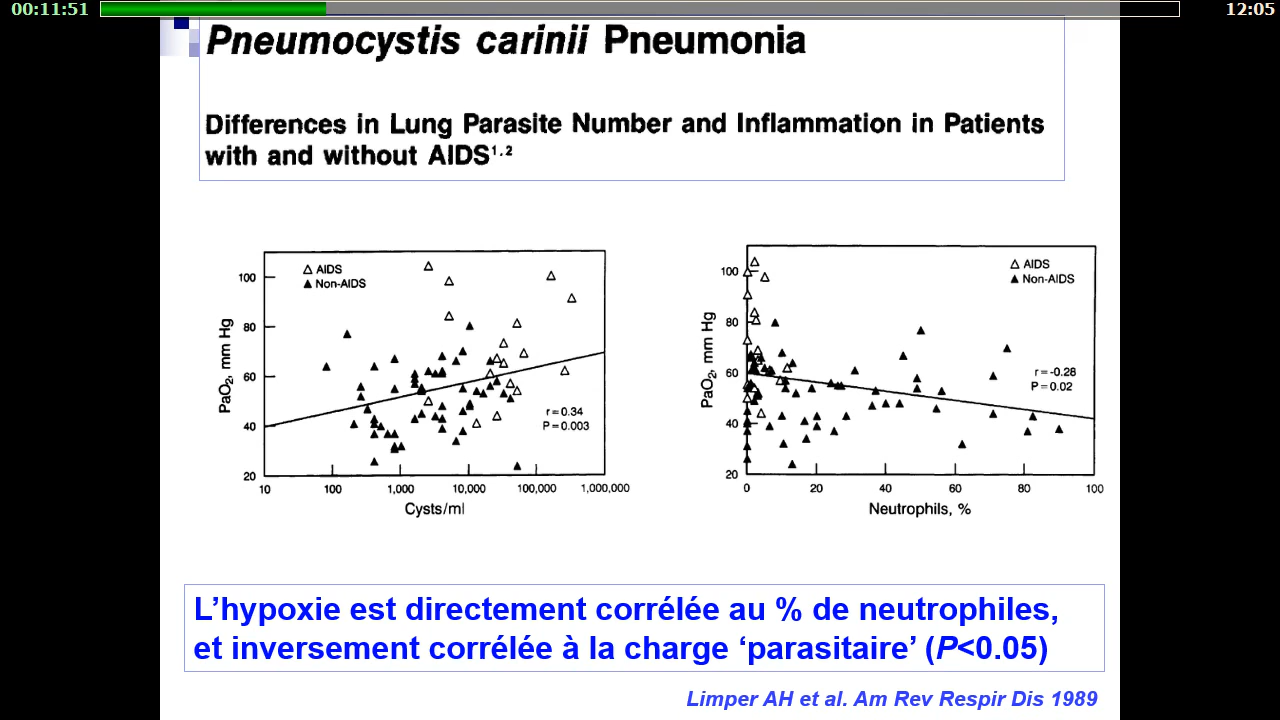 00:11:51
12:05
Pneumocystis carinii Pneumonia
Differences in Lung Parasite Number and Inflammation in Patients
with and without AIDS¹·²
△ AIDS
▲ Non-AIDS
PaO₂, mm Hg
100
80
60
40
20
r = 0.34
P = 0.003
10
100
1,000
10,000
100,000
1,000,000
Cysts/ml
△ AIDS
▲ Non-AIDS
PaO₂, mm Hg
100
80
60
40
20
r = -0.28
P = 0.02
0
20
40
60
80
100
Neutrophils, %
L’hypoxie est directement corrélée au % de neutrophiles,
et inversement corrélée à la charge ‘parasitaire’ (P<0.05)
Limper AH et al. Am Rev Respir Dis 1989